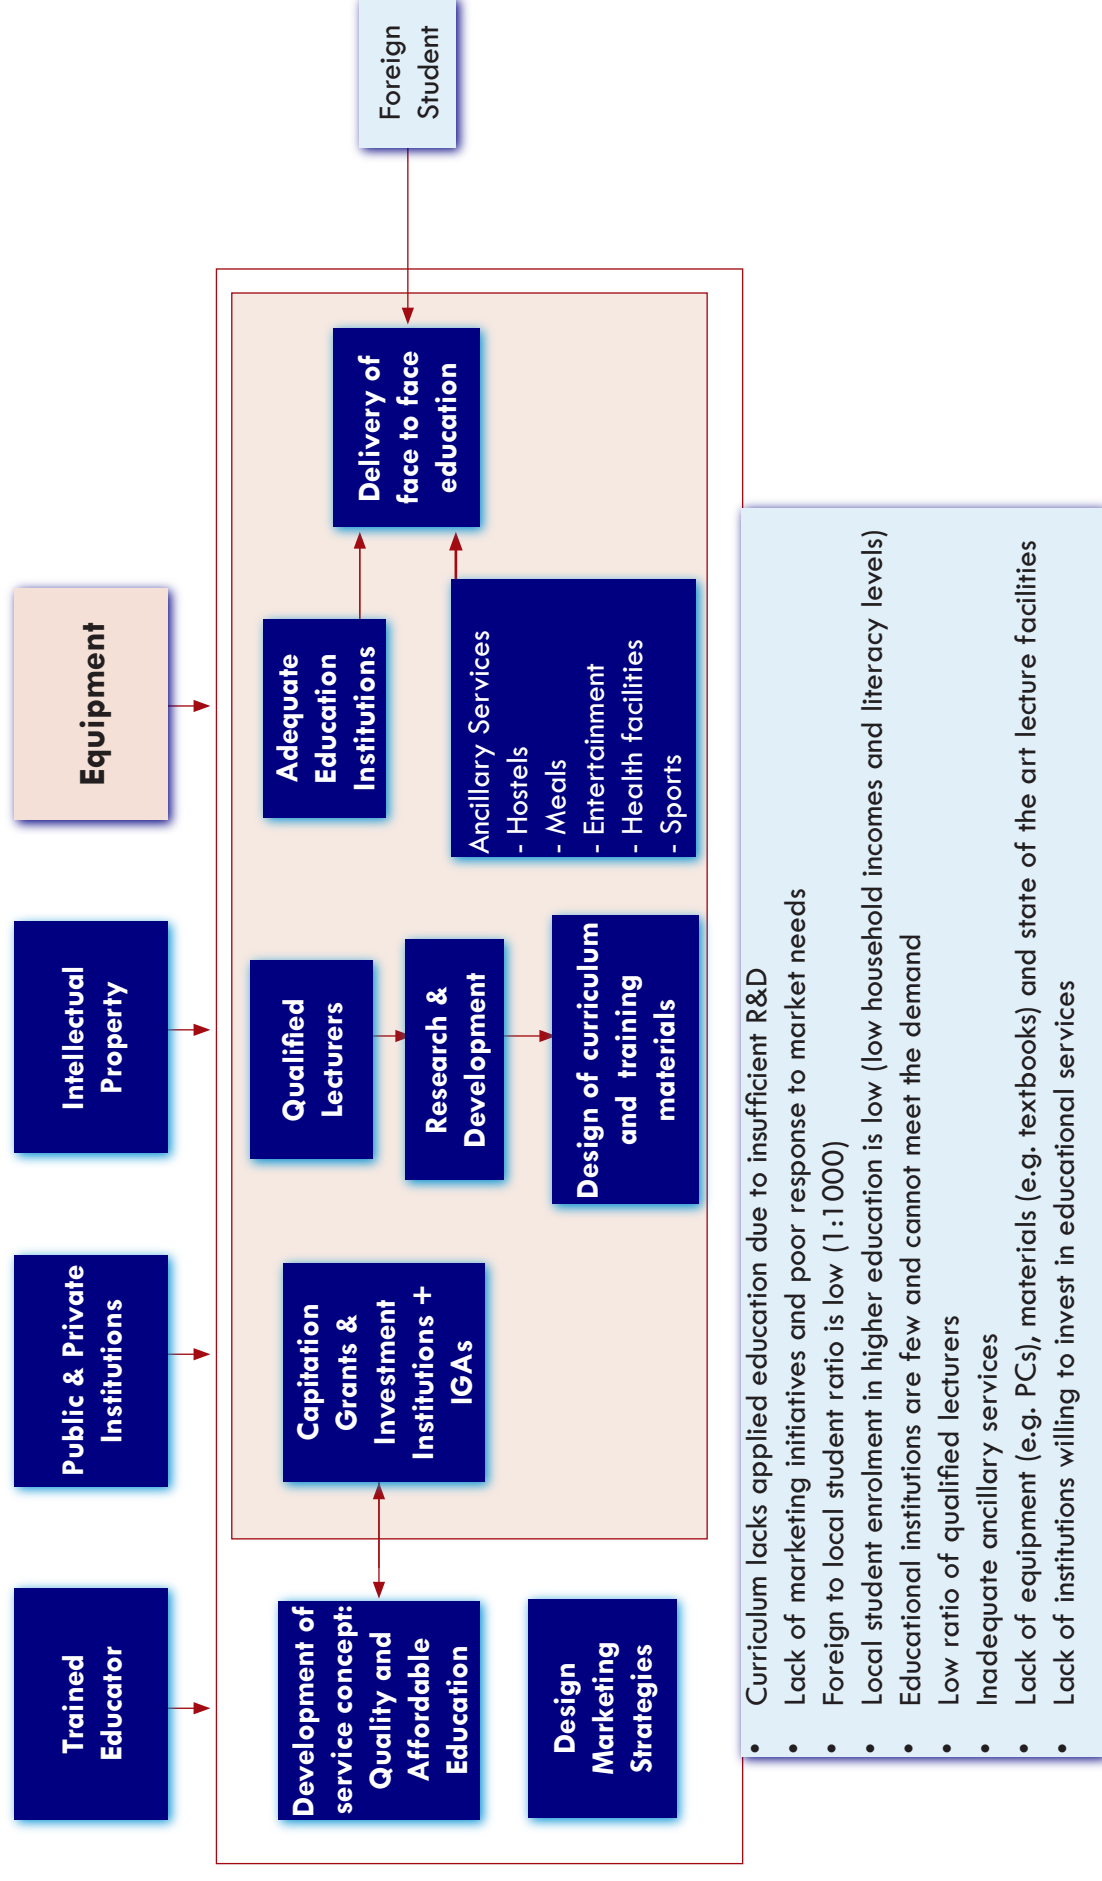 Trained
Educator
Public & Private
Institutions
Intellectual
Property
Equipment
Development of
service concept:
Quality and
Affordable
Education
Design
Marketing
Strategies
Capitation
Grants &
Investment
Institutions +
IGAs
Qualified
Lecturers
Research &
Development
Design of curriculum
and training
materials
Adequate
Education
Institutions
Ancillary Services
- Hostels
- Meals
- Entertainment
- Health facilities
- Sports
Delivery of
face to face
education
Foreign
Student
• Curriculum lacks applied education due to insufficient R&D
• Lack of marketing initiatives and poor response to market needs
• Foreign to local student ratio is low (1:1000)
• Local student enrolment in higher education is low (low household incomes and literacy levels)
• Educational institutions are few and cannot meet the demand
• Low ratio of qualified lecturers
• Inadequate ancillary services
• Lack of equipment (e.g. PCs), materials (e.g. textbooks) and state of the art lecture facilities
• Lack of institutions willing to invest in educational services